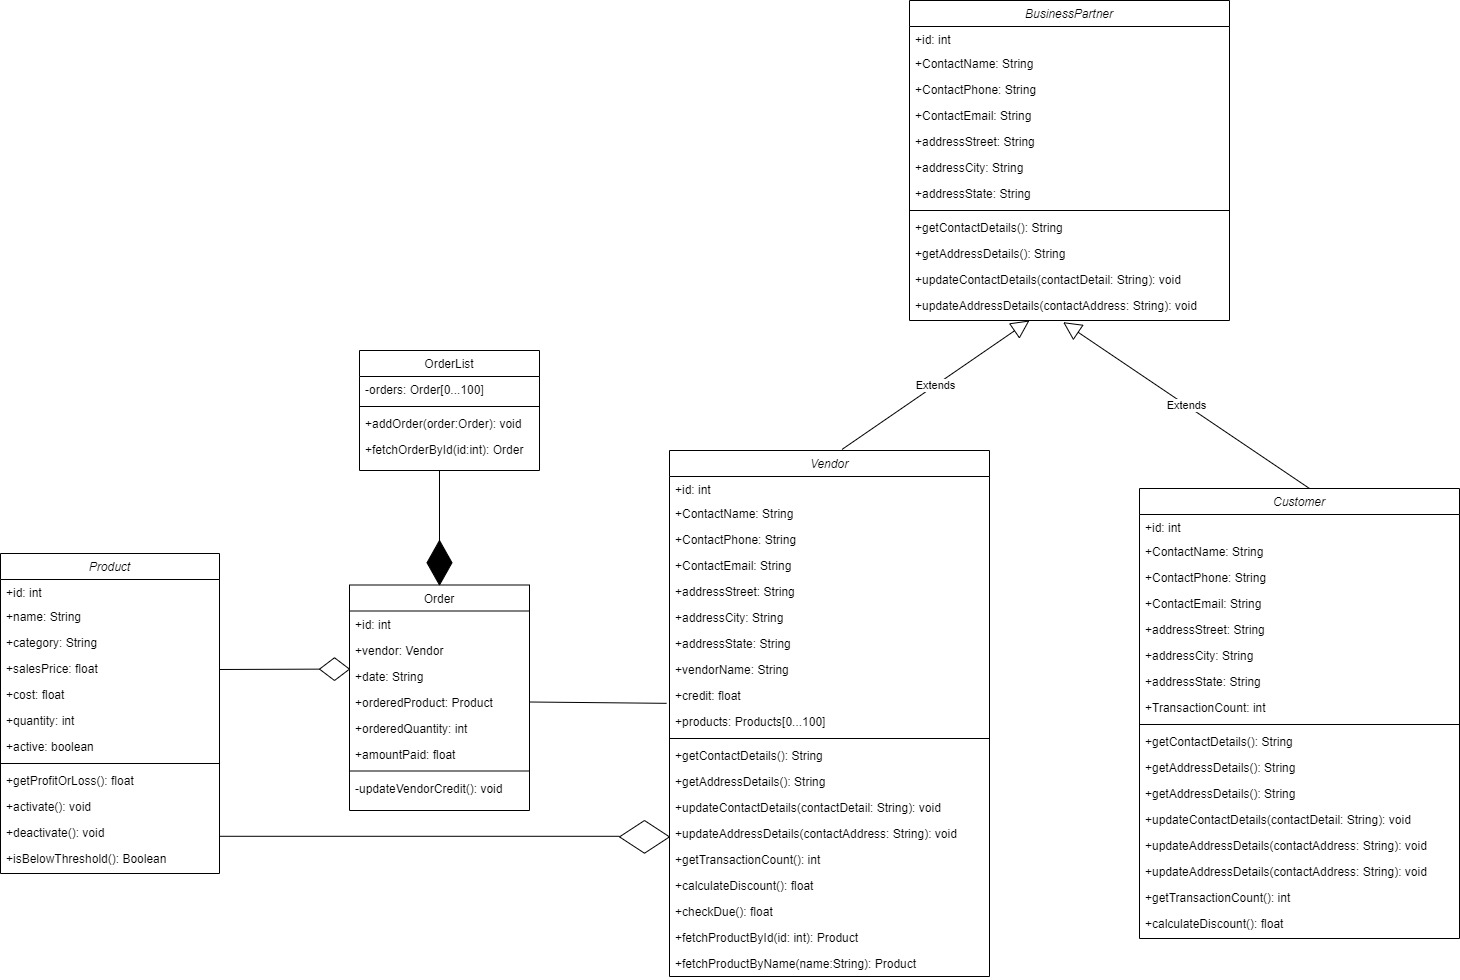 BusinessPartner
+id: int
+ContactName: String
+ContactPhone: String
+ContactEmail: String
+addressStreet: String
+addressCity: String
+addressState: String
+getContactDetails(): String
+getAddressDetails(): String
+updateContactDetails(contactDetail: String): void
+updateAddressDetails(contactAddress: String): void
Extends
Extends
OrderList
-orders: Order[0...100]
+addOrder(order:Order): void
+fetchOrderById(id:int): Order
Product
+id: int
+name: String
+category: String
+salesPrice: float
+cost: float
+quantity: int
+active: boolean
+getProfitOrLoss(): float
+activate(): void
+deactivate(): void
+isBelowThreshold(): Boolean
Order
+id: int
+vendor: Vendor
+date: String
+orderedProduct: Product
+orderedQuantity: int
+amountPaid: float
-updateVendorCredit(): void
Vendor
+id: int
+ContactName: String
+ContactPhone: String
+ContactEmail: String
+addressStreet: String
+addressCity: String
+addressState: String
+vendorName: String
+credit: float
+products: Products[0...100]
+getContactDetails(): String
+getAddressDetails(): String
+updateContactDetails(contactDetail: String): void
+updateAddressDetails(contactAddress: String): void
+getTransactionCount(): int
+calculateDiscount(): float
+checkDue(): float
+fetchProductById(id: int): Product
+fetchProductByName(name:String): Product
Customer
+id: int
+ContactName: String
+ContactPhone: String
+ContactEmail: String
+addressStreet: String
+addressCity: String
+addressState: String
+TransactionCount: int
+getContactDetails(): String
+getAddressDetails(): String
+getAddressDetails(): String
+updateContactDetails(contactDetail: String): void
+updateAddressDetails(contactAddress: String): void
+updateAddressDetails(contactAddress: String): void
+getTransactionCount(): int
+calculateDiscount(): float